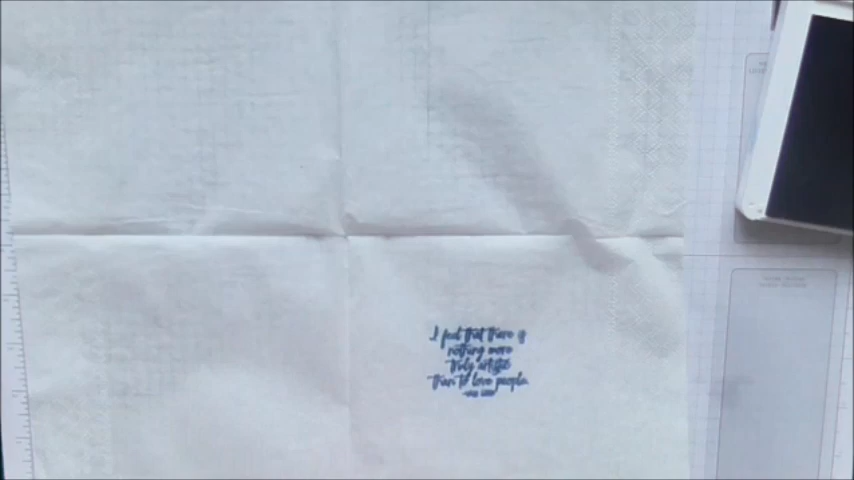 I feel that there is
nothing more
truly artistic
than to love people.